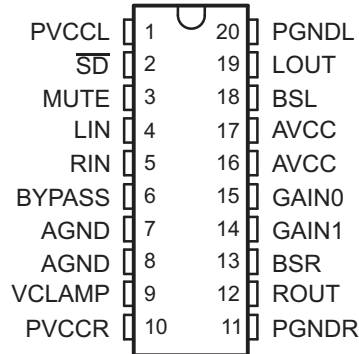 PVCCL 1 20 PGNDL
SD 2 19 LOUT
MUTE 3 18 BSL
LIN 4 17 AVCC
RIN 5 16 AVCC
BYPASS 6 15 GAIN0
AGND 7 14 GAIN1
AGND 8 13 BSR
VCLAMP 9 12 ROUT
PVCCR 10 11 PGNDR